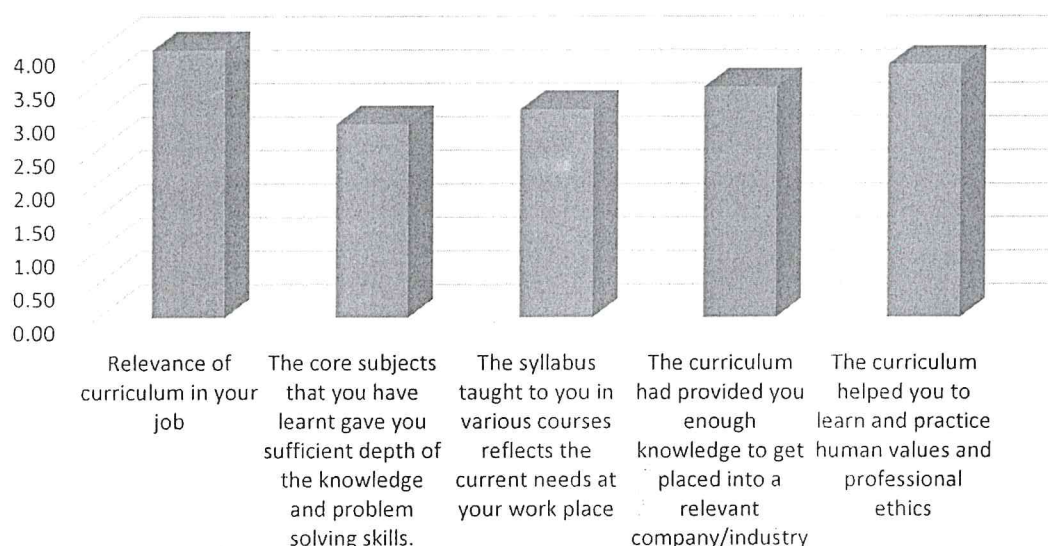 4.00
3.50
3.00
2.50
2.00
1.50
1.00
0.50
0.00
Relevance of
curriculum in your
job
The core subjects
that you have
learnt gave you
sufficient depth of
the knowledge
and problem
solving skills.
The syllabus
taught to you in
various courses
reflects the
current needs at
your work place
The curriculum
had provided you
enough
knowledge to get
placed into a
relevant
company/industry
The curriculum
helped you to
learn and practice
human values and
professional
ethics